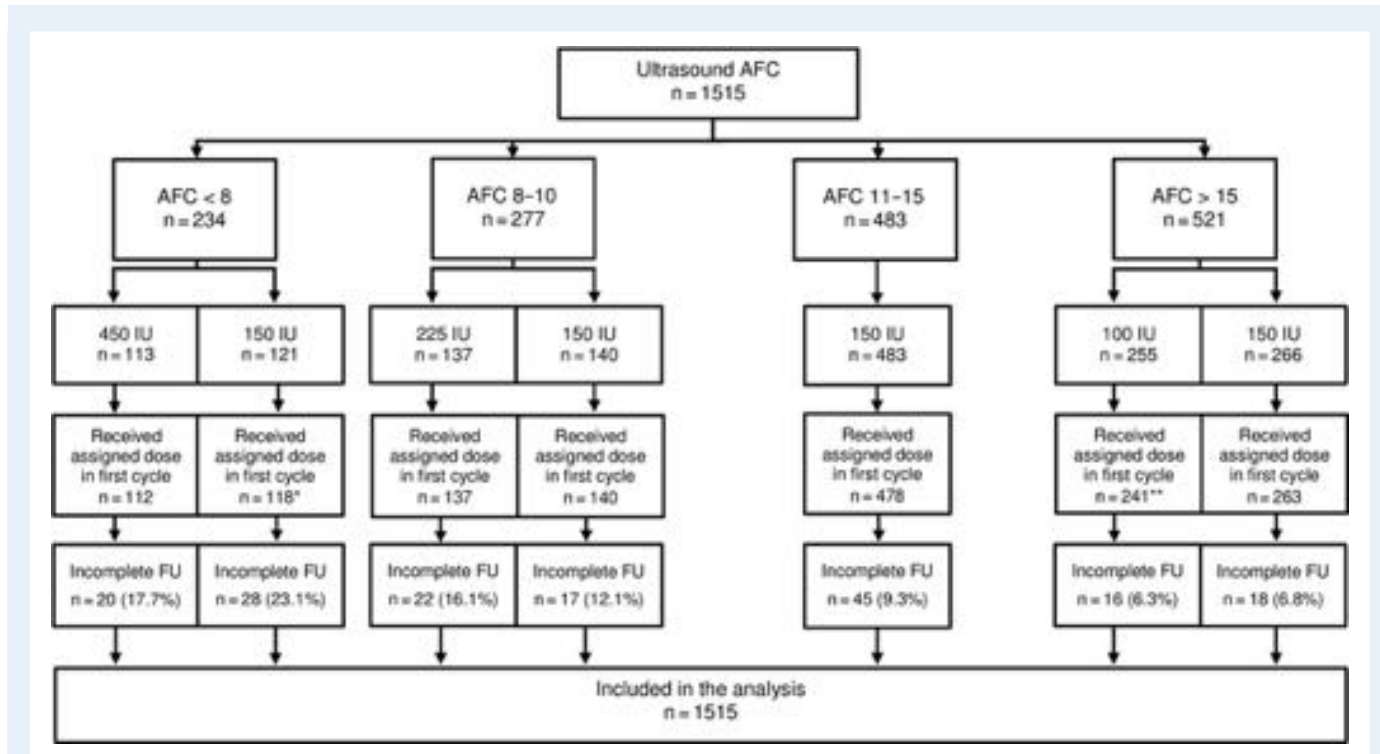 Ultrasound AFC
n = 1515
AFC < 8
n = 234
AFC 8–10
n = 277
AFC 11–15
n = 483
AFC > 15
n = 521
450 IU
n = 113
150 IU
n = 121
225 IU
n = 137
150 IU
n = 140
150 IU
n = 483
100 IU
n = 255
150 IU
n = 266
Received
assigned dose
in first cycle
n = 112
Received
assigned dose
in first cycle
n = 118*
Received
assigned dose
in first cycle
n = 137
Received
assigned dose
in first cycle
n = 140
Received
assigned dose
in first cycle
n = 478
Received
assigned dose
in first cycle
n = 241**
Received
assigned dose
in first cycle
n = 263
Incomplete FU
n = 20 (17.7%)
Incomplete FU
n = 28 (23.1%)
Incomplete FU
n = 22 (16.1%)
Incomplete FU
n = 17 (12.1%)
Incomplete FU
n = 45 (9.3%)
Incomplete FU
n = 16 (6.3%)
Incomplete FU
n = 18 (6.8%)
Included in the analysis
n = 1515